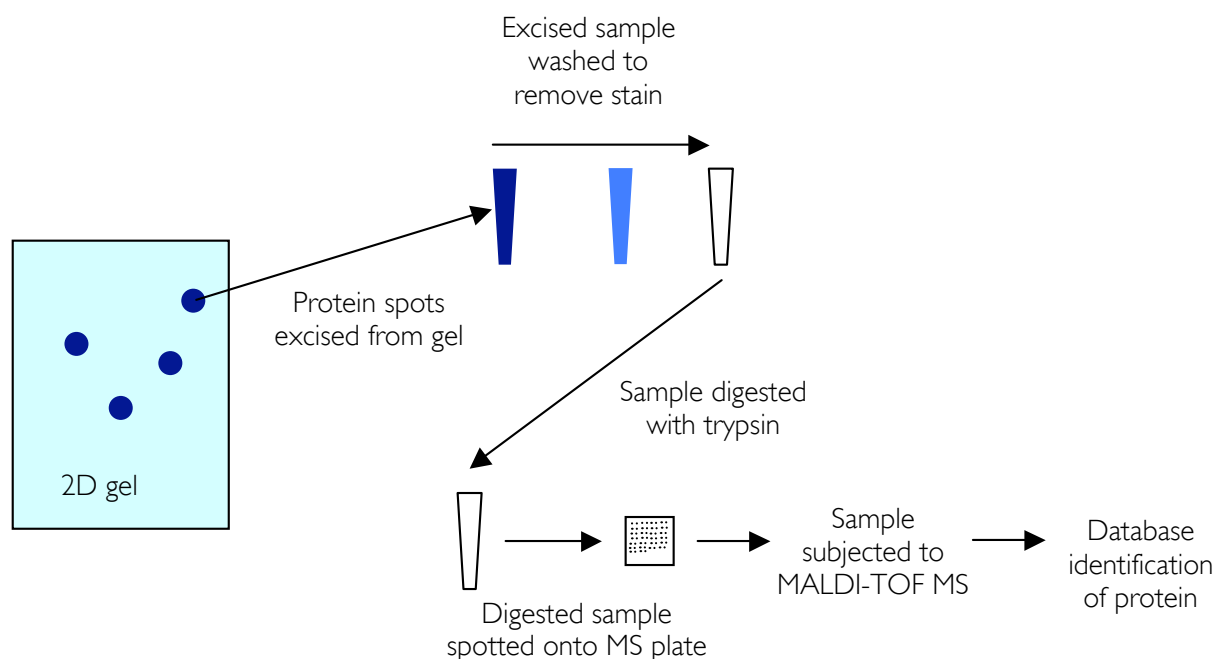 Excised sample
washed to
remove stain
Protein spots
excised from gel
2D gel
Sample digested
with trypsin
Digested sample
spotted onto MS plate
Sample
subjected to
MALDI-TOF MS
Database
identification
of protein